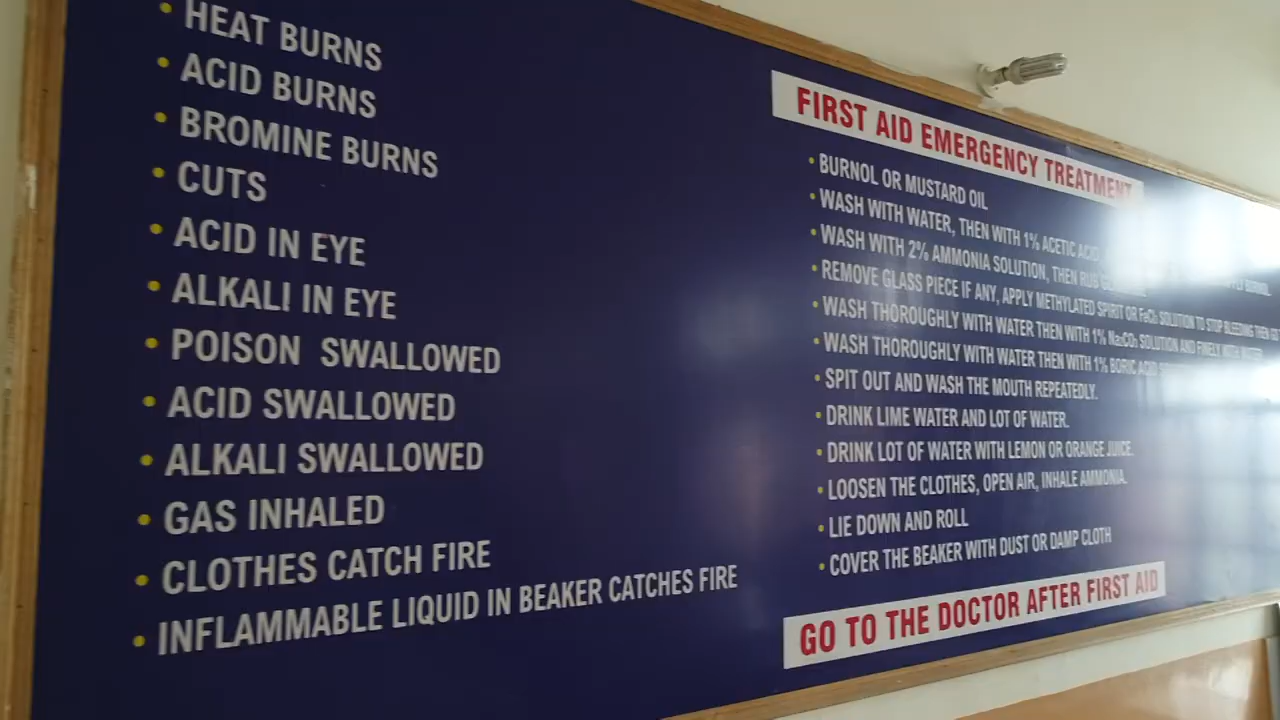 HEAT BURNS
ACID BURNS
BROMINE BURNS
CUTS
ACID IN EYE
ALKALI IN EYE
POISON SWALLOWED
ACID SWALLOWED
ALKALI SWALLOWED
GAS INHALED
CLOTHES CATCH FIRE
INFLAMMABLE LIQUID IN BEAKER CATCHES FIRE
FIRST AID EMERGENCY TREATMENT
BURNOL OR MUSTARD OIL
WASH WITH WATER, THEN WITH 1% ACETIC ACID
WASH WITH 2% AMMONIA SOLUTION, THEN RUB BURNOL.
REMOVE GLASS PIECE IF ANY, APPLY METHYLATED SPIRIT OR FeCl₃ SOLUTION TO STOP BLEEDING THEN
WASH THOROUGHLY WITH WATER THEN WITH 1% Na₂CO₃ SOLUTION AND FINELY WITH WATER
WASH THOROUGHLY WITH WATER THEN WITH 1% BORIC ACID
SPIT OUT AND WASH THE MOUTH REPEATEDLY.
DRINK LIME WATER AND LOT OF WATER.
DRINK LOT OF WATER WITH LEMON OR ORANGE JUICE.
LOOSEN THE CLOTHES, OPEN AIR, INHALE AMMONIA.
LIE DOWN AND ROLL
COVER THE BEAKER WITH DUST OR DAMP CLOTH
GO TO THE DOCTOR AFTER FIRST AID